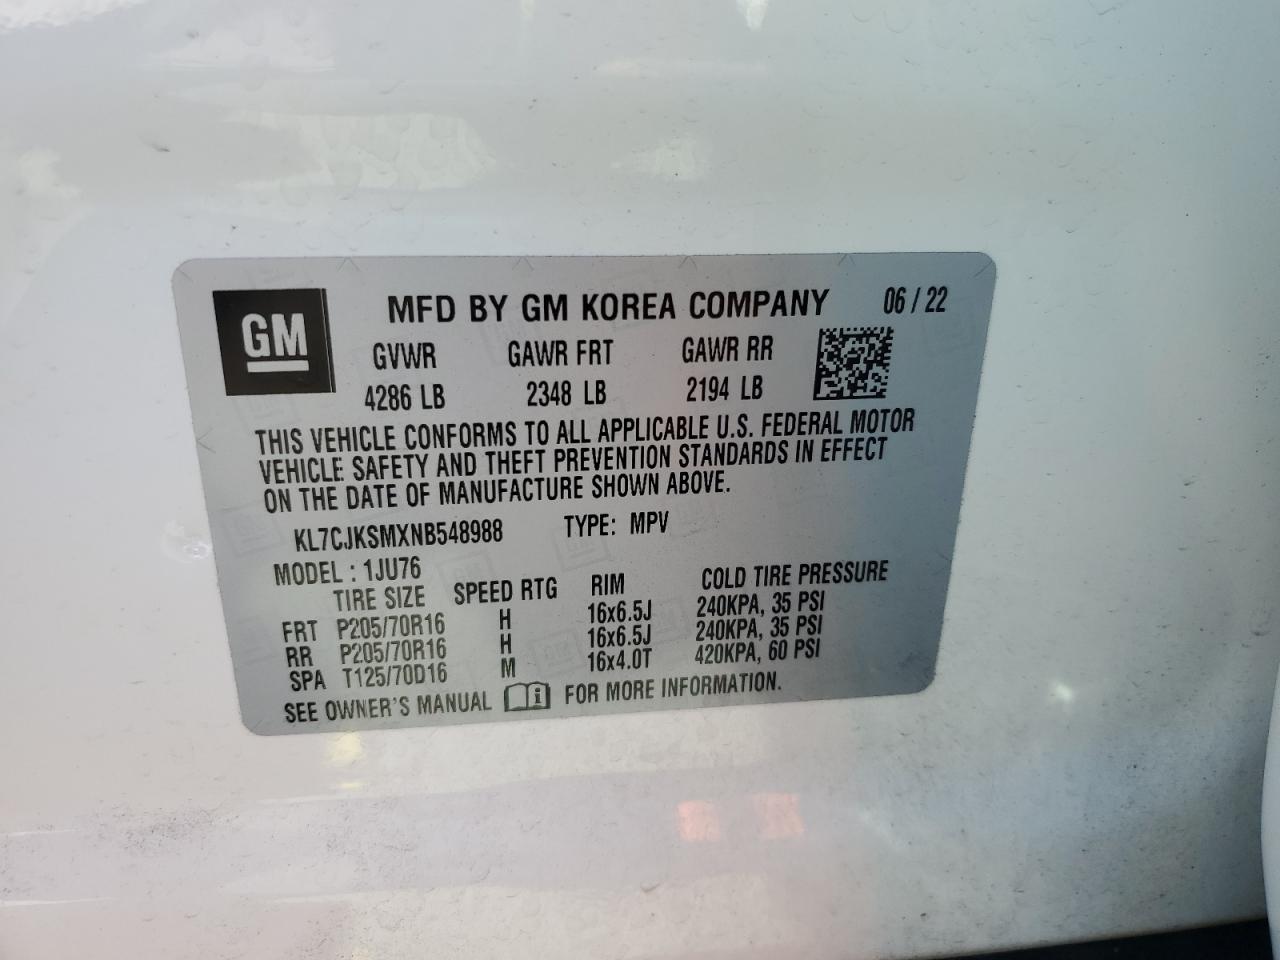 GM
MFD BY GM KOREA COMPANY 06 / 22
GVWR GAWR FRT GAWR RR
4286 LB 2348 LB 2194 LB
THIS VEHICLE CONFORMS TO ALL APPLICABLE U.S. FEDERAL MOTOR
VEHICLE SAFETY AND THEFT PREVENTION STANDARDS IN EFFECT
ON THE DATE OF MANUFACTURE SHOWN ABOVE.
KL7CJKSMXNB548988 TYPE: MPV
MODEL : 1JU76
TIRE SIZE SPEED RTG RIM COLD TIRE PRESSURE
FRT P205/70R16 H 16x6.5J 240KPA, 35 PSI
RR P205/70R16 H 16x6.5J 240KPA, 35 PSI
SPA T125/70D16 M 16x4.0T 420KPA, 60 PSI
SEE OWNER'S MANUAL FOR MORE INFORMATION.